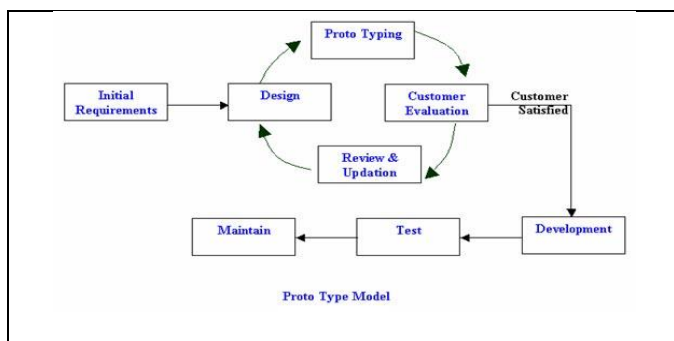 Proto Typing
Initial
Requirements
Design
Customer
Evaluation
Customer
Satisfied
Review &
Updation
Maintain
Test
Development
Proto Type Model